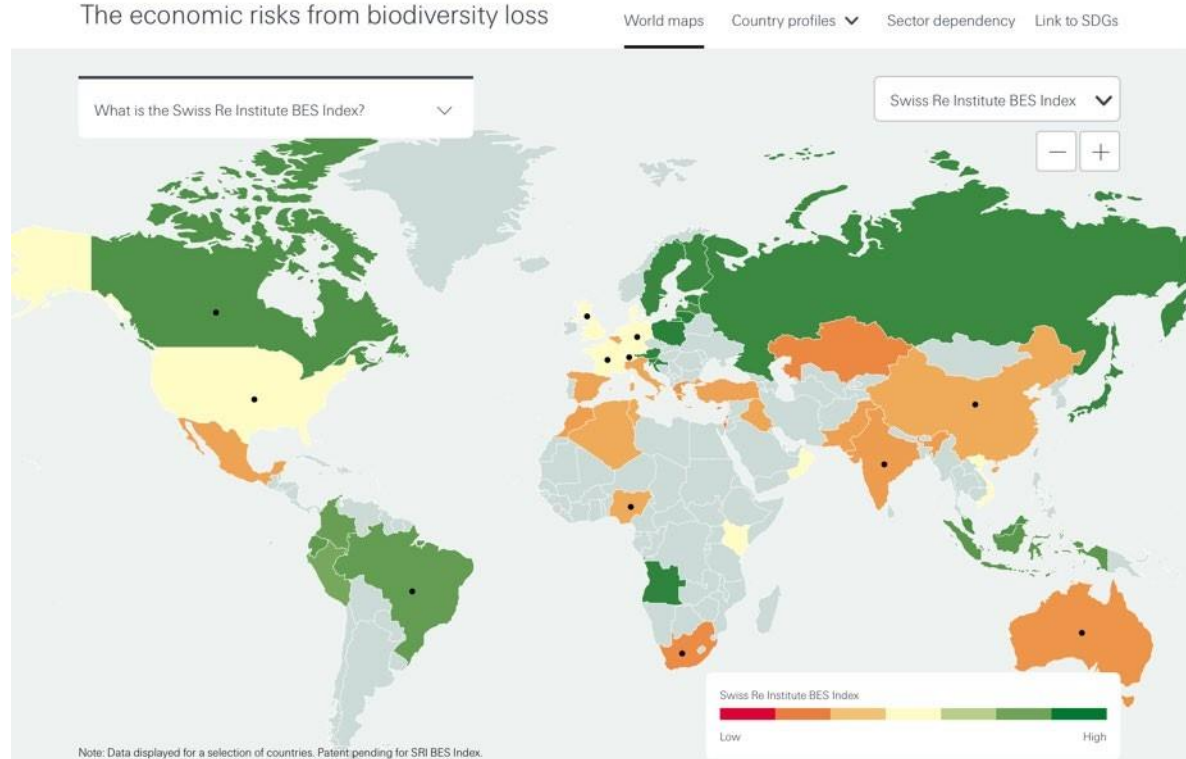 The economic risks from biodiversity loss
World maps Country profiles Sector dependency Link to SDGs
What is the Swiss Re Institute BES Index?
Swiss Re Institute BES Index
Swiss Re Institute BES Index
Low High
Note: Data displayed for a selection of countries. Patent pending for SRI BES Index.